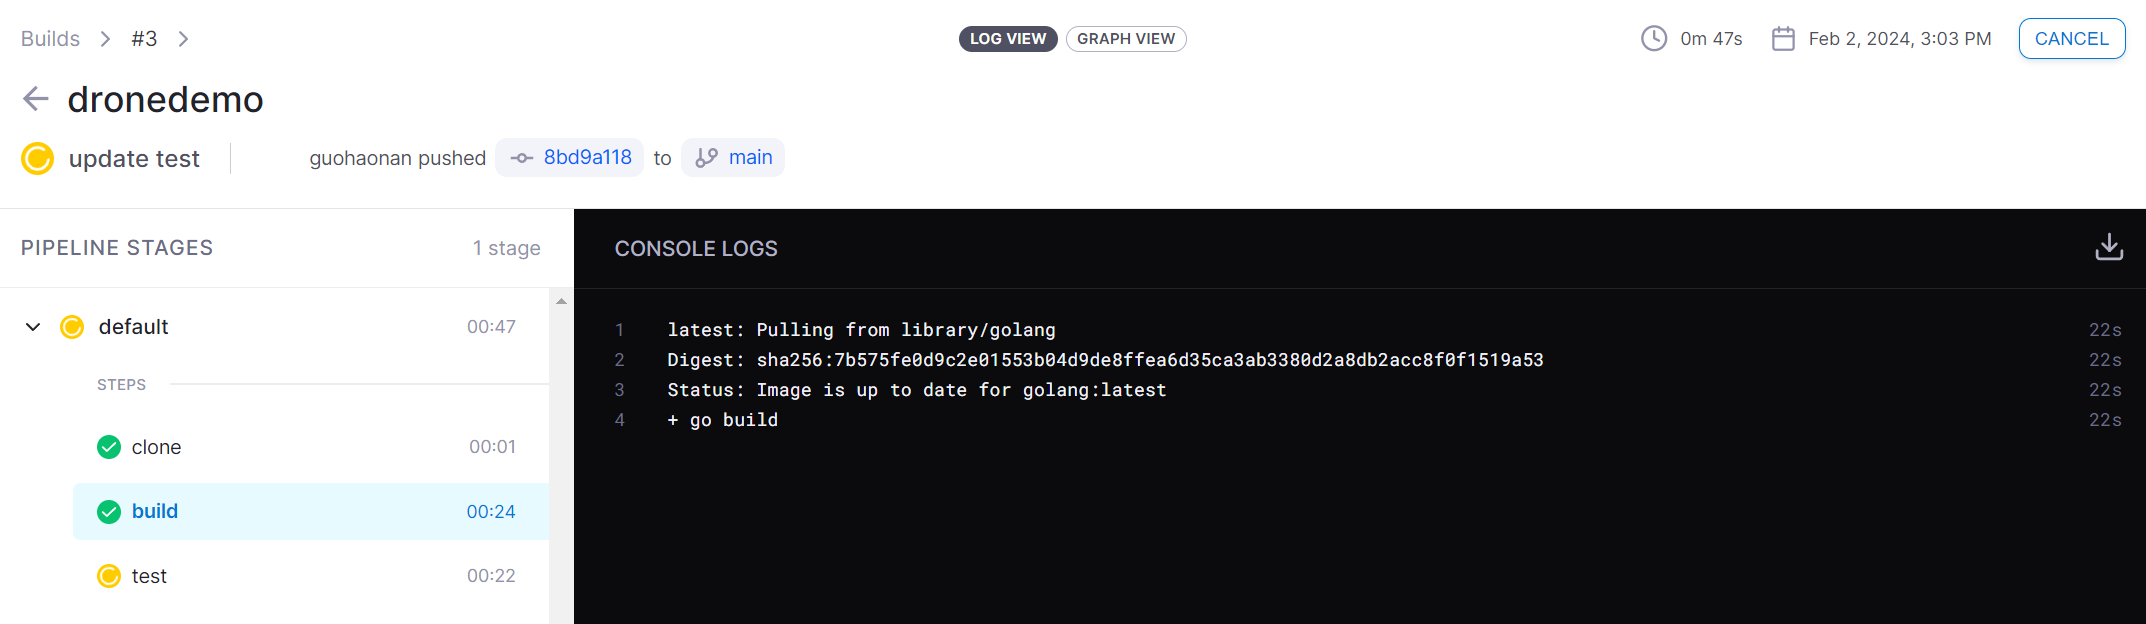 Builds #3 LOG VIEW GRAPH VIEW 0m 47s Feb 2, 2024, 3:03 PM CANCEL
dronedemo
update test guohaonan pushed 8bd9a118 to main
PIPELINE STAGES 1 stage
default 00:47
STEPS
clone 00:01
build 00:24
test 00:22
CONSOLE LOGS
1 latest: Pulling from library/golang 22s
2 Digest: sha256:7b575fe0d9c2e01553b04d9de8ffea6d35ca3ab3380d2a8db2acc8f0f1519a53 22s
3 Status: Image is up to date for golang:latest 22s
4 + go build 22s